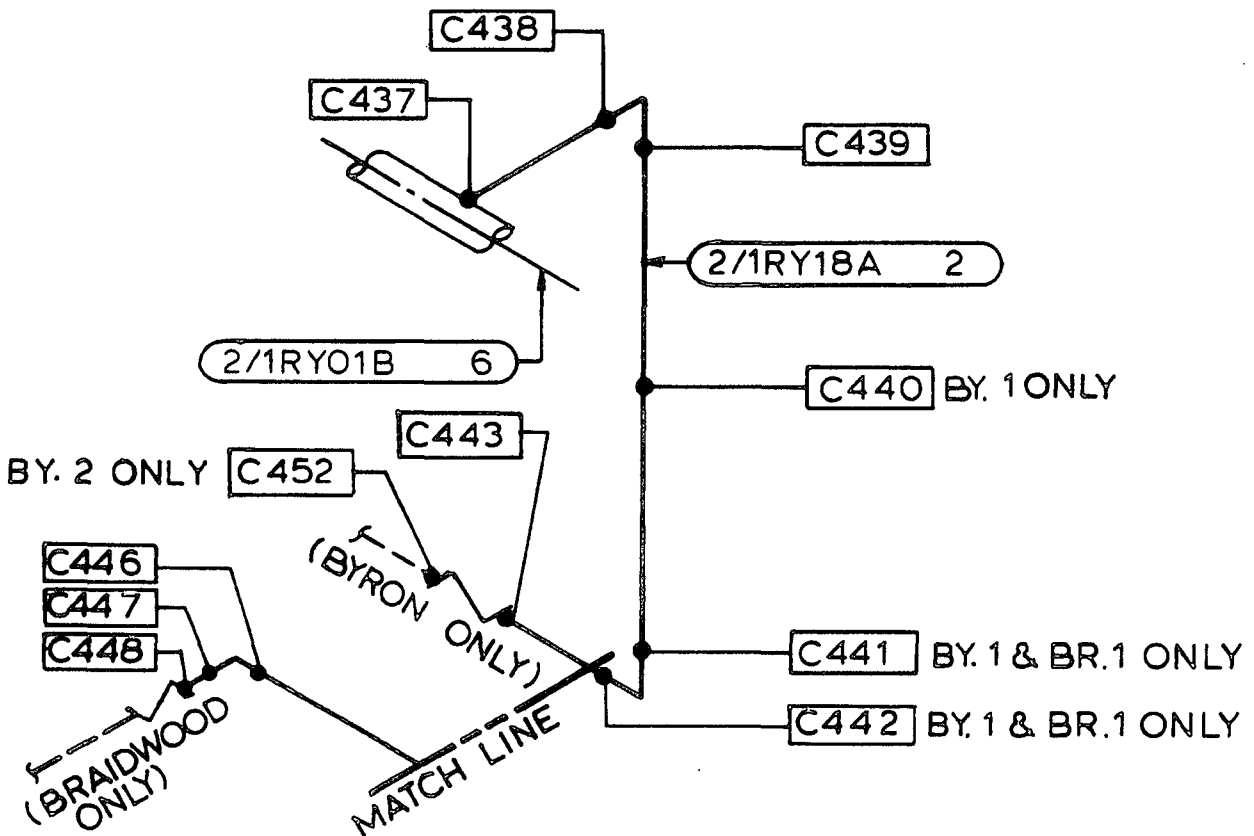 C438
C437
C439
2/1RY18A 2
2/1RY01B 6
C440 BY. 1 ONLY
C443
BY. 2 ONLY C452
(BYRON ONLY)
C446
C447
C448
C441 BY. 1 & BR. 1 ONLY
C442 BY. 1 & BR. 1 ONLY
MATCH LINE
(BRAIDWOOD
ONLY)